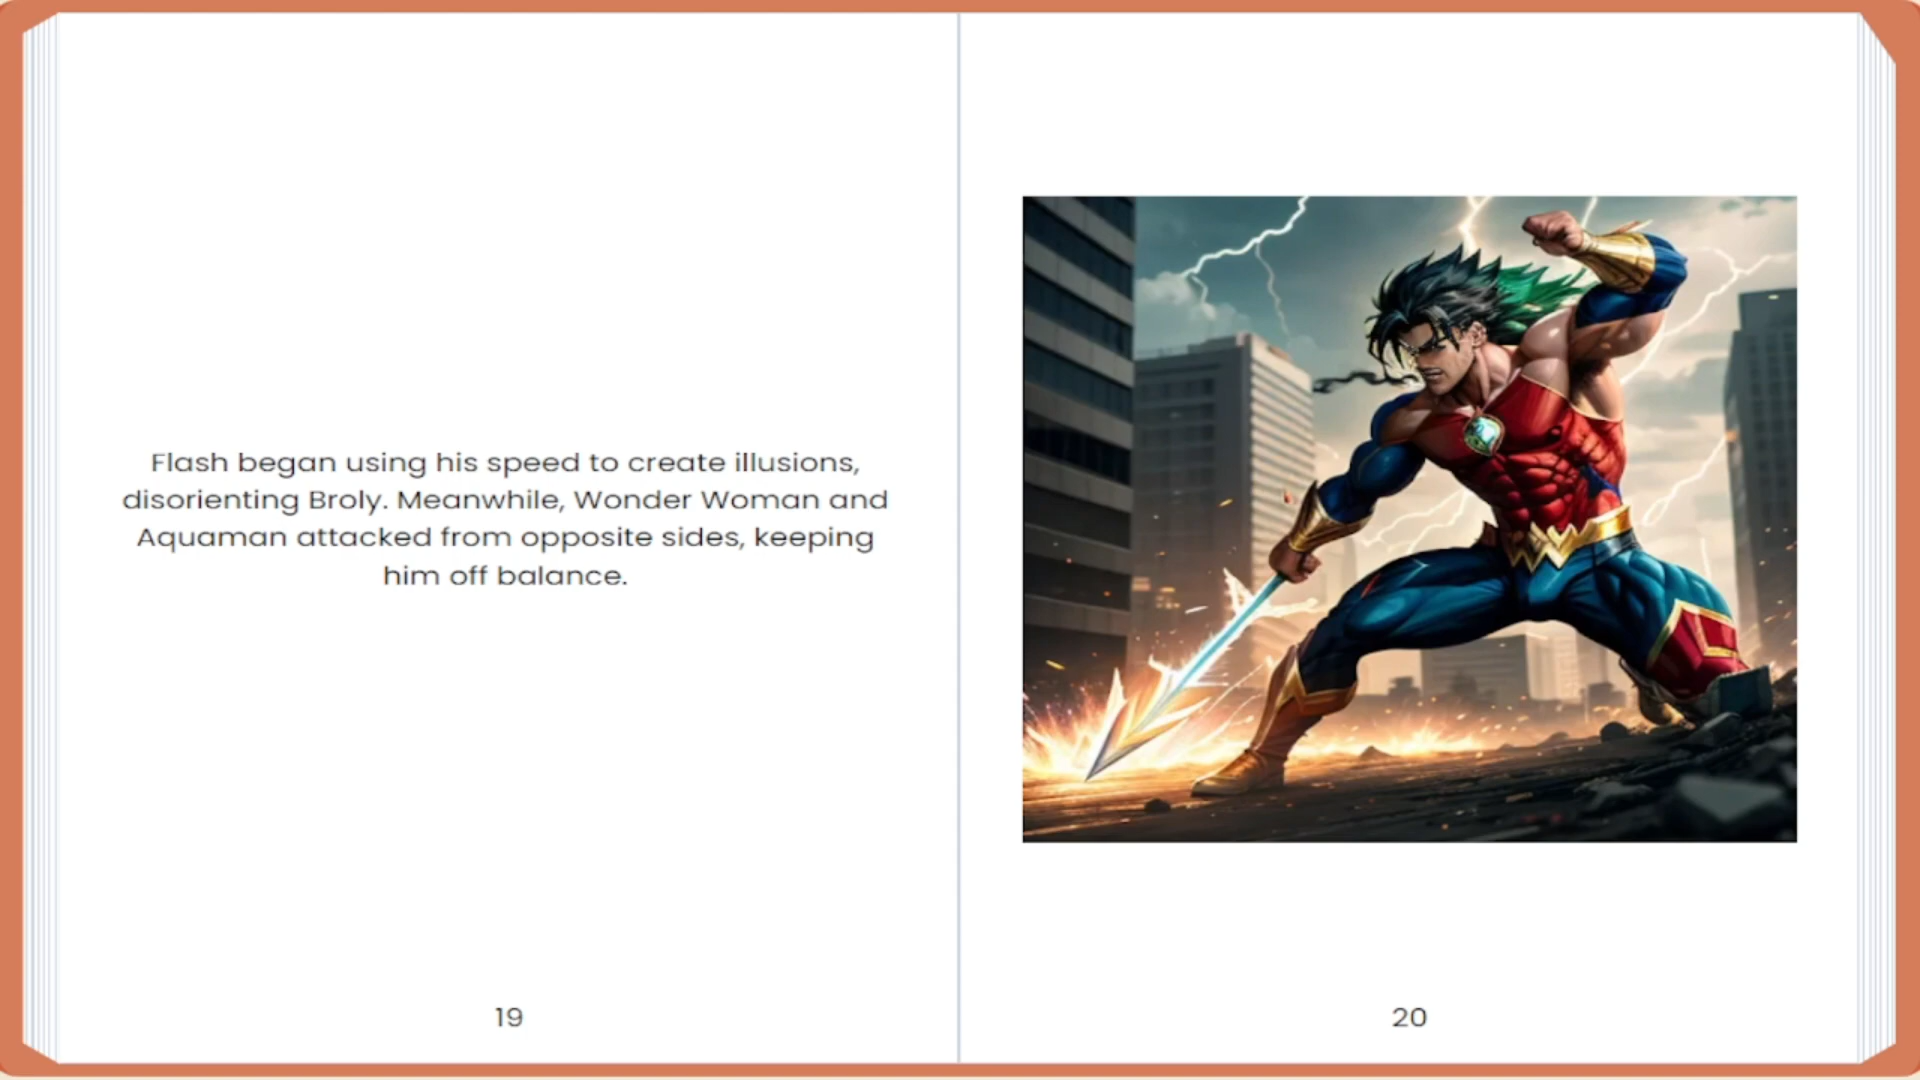 Flash began using his speed to create illusions,
disorienting Broly. Meanwhile, Wonder Woman and
Aquaman attacked from opposite sides, keeping
him off balance.
19
20